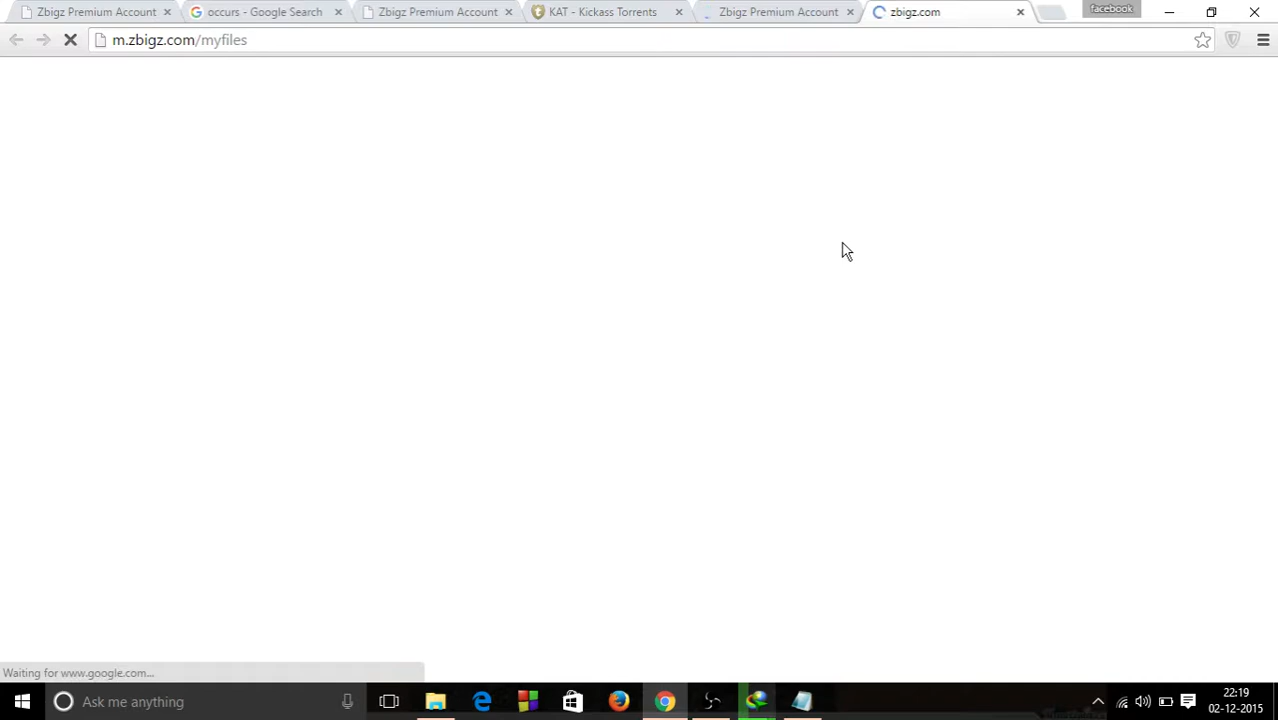 Zbigz Premium Account
occurs - Google Search
Zbigz Premium Account
KAT - Kickass Torrents
Zbigz Premium Account
zbigz.com
facebook
m.zbigz.com/myfiles
Waiting for www.google.com...
Ask me anything
22:19
02-12-2015